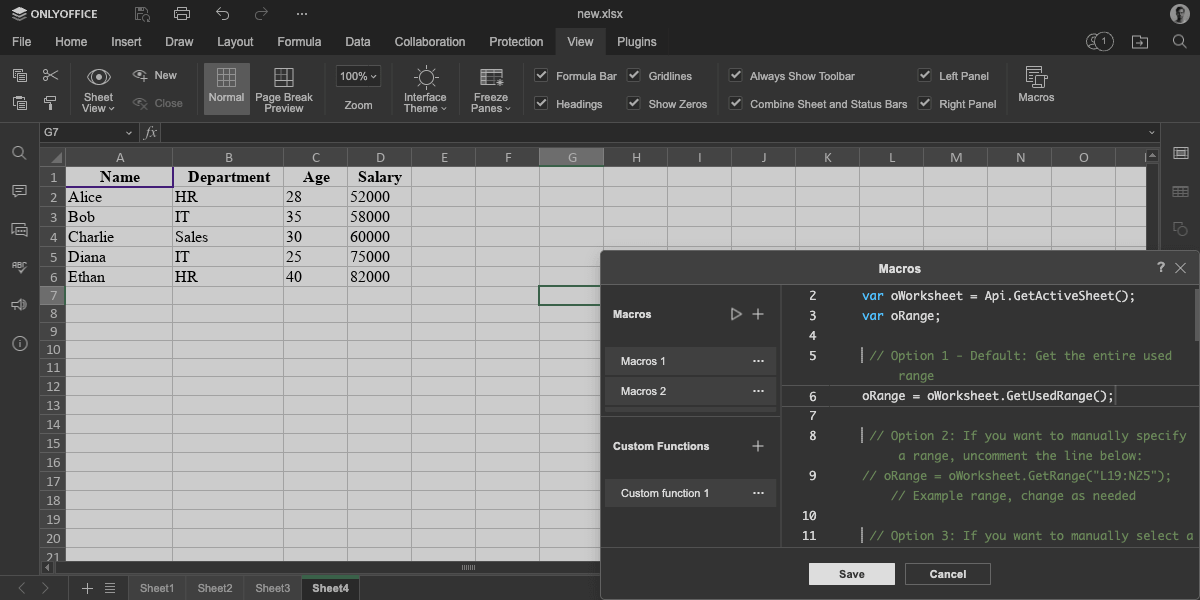 ONLYOFFICE
new.xlsx
File Home Insert Draw Layout Formula Data Collaboration Protection View Plugins
1
Sheet View
New
Close
Normal
Page Break Preview
100%
Zoom
Interface Theme
Freeze Panes
Formula Bar
Headings
Gridlines
Show Zeros
Always Show Toolbar
Combine Sheet and Status Bars
Left Panel
Right Panel
Macros
G7
fx
A B C D E F G H I J K L M N O
1 Name Department Age Salary
2 Alice HR 28 52000
3 Bob IT 35 58000
4 Charlie Sales 30 60000
5 Diana IT 25 75000
6 Ethan HR 40 82000
7
8
9
10
11
12
13
14
15
16
17
18
19
20
21
ABC
Macros
?
Macros
Macros 1
Macros 2
Custom Functions
Custom function 1
2 var oWorksheet = Api.GetActiveSheet();
3 var oRange;
4
5 // Option 1 - Default: Get the entire used
range
6 oRange = oWorksheet.GetUsedRange();
7
8 // Option 2: If you want to manually specify
a range, uncomment the line below:
9 // oRange = oWorksheet.GetRange("L19:N25");
// Example range, change as needed
10
11 // Option 3: If you want to manually select a
Save Cancel
Sheet1 Sheet2 Sheet3 Sheet4